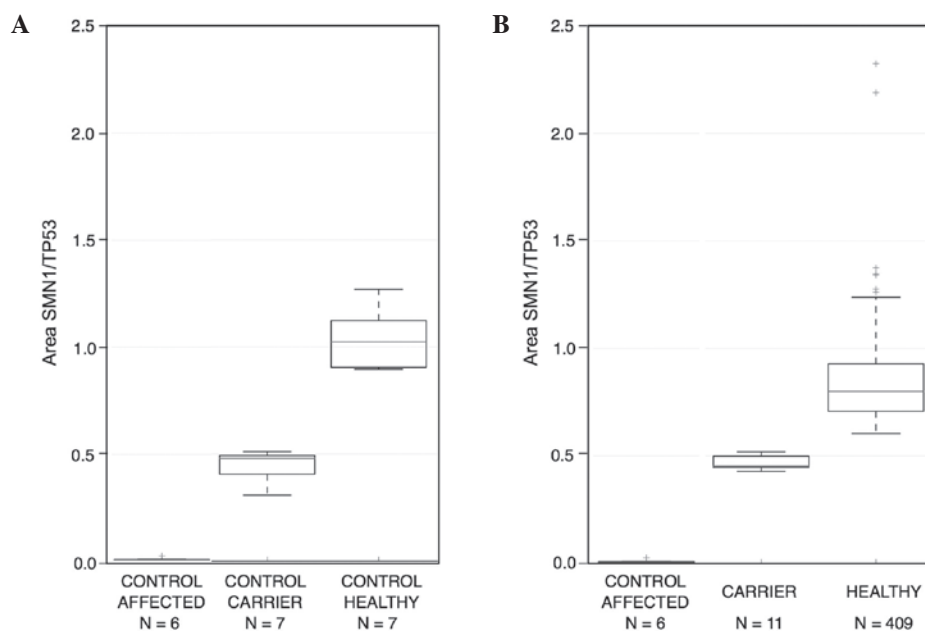 A
Area SMN1/TP53
2.5
2.0
1.5
1.0
0.5
0.0
CONTROL AFFECTED N = 6
CONTROL CARRIER N = 7
CONTROL HEALTHY N = 7
B
Area SMN1/TP53
2.5
2.0
1.5
1.0
0.5
0.0
CONTROL AFFECTED N = 6
CARRIER N = 11
HEALTHY N = 409